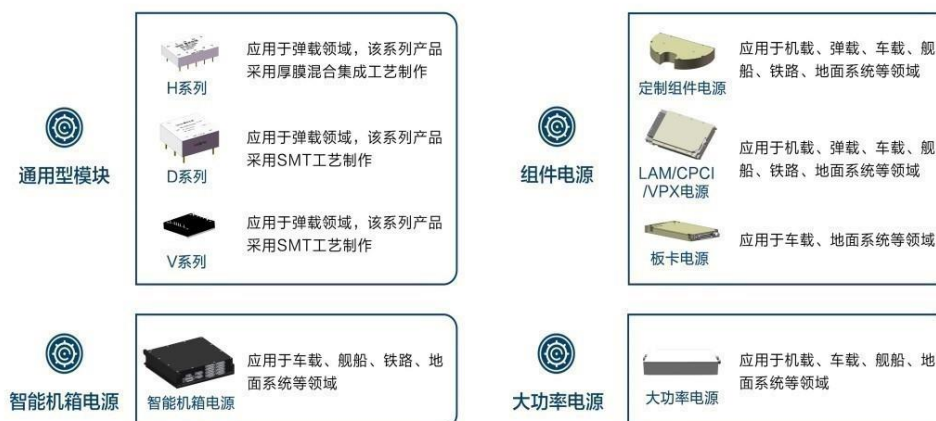 通用型模块
H系列
应用于弹载领域，该系列产品
采用厚膜混合集成工艺制作
D系列
应用于弹载领域，该系列产品
采用SMT工艺制作
V系列
应用于弹载领域，该系列产品
采用SMT工艺制作
组件电源
定制组件电源
应用于机载、弹载、车载、舰
船、铁路、地面系统等领域
LAM/CPCI
/VPX电源
应用于机载、弹载、车载、舰
船、铁路、地面系统等领域
板卡电源
应用于车载、地面系统等领域
智能机箱电源
智能机箱电源
应用于车载、舰船、铁路、地
面系统等领域
大功率电源
大功率电源
应用于机载、车载、舰船、地
面系统等领域